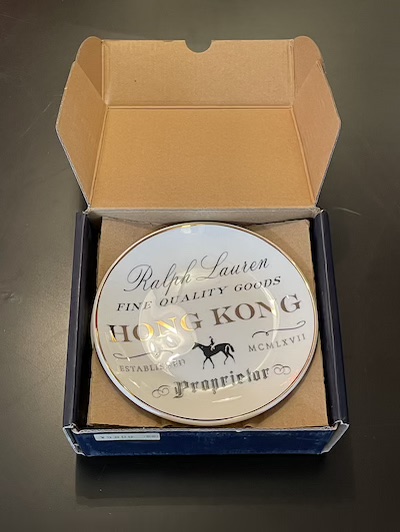 Ralph Lauren
FINE QUALITY GOODS
HONG KONG
ESTABLISHED
MCMLXVII
Proprietor